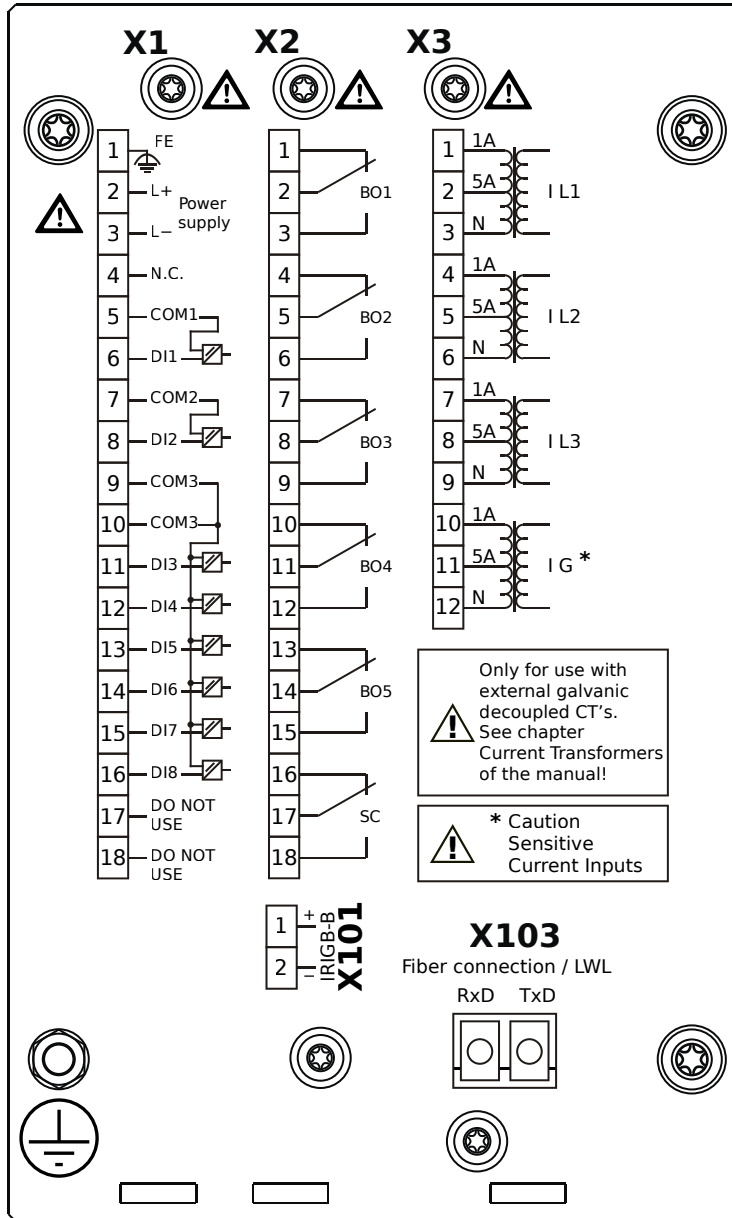 X1 X2 X3
1 FE
2 L+
Power
supply
3 L−
4 N.C.
5 COM1
6 DI1
7 COM2
8 DI2
9 COM3
10 COM3
11 DI3
12 DI4
13 DI5
14 DI6
15 DI7
16 DI8
17 DO NOT
USE
18 DO NOT
USE
1
2 BO1
3
4
5 BO2
6
7
8 BO3
9
10
11 BO4
12
13
14 BO5
15
16
17 SC
18
1 1A
2 5A I L1
3 N
4 1A
5 5A I L2
6 N
7 1A
8 5A I L3
9 N
10 1A
11 5A I G *
12 N
Only for use with
external galvanic
decoupled CT's.
See chapter
Current Transformers
of the manual!
* Caution
Sensitive
Current Inputs
1 +
2 −
IRIGB-B
X101
X103
Fiber connection / LWL
RxD TxD